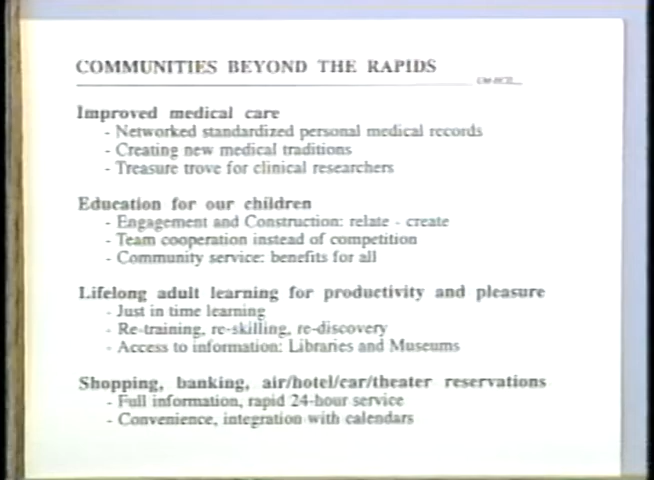 COMMUNITIES BEYOND THE RAPIDS
Improved medical care
- Networked standardized personal medical records
- Creating new medical traditions
- Treasure trove for clinical researchers
Education for our children
- Engagement and Construction: relate - create
- Team cooperation instead of competition
- Community service: benefits for all
Lifelong adult learning for productivity and pleasure
- Just in time learning
- Re-training, re-skilling, re-discovery
- Access to information: Libraries and Museums
Shopping, banking, air/hotel/car/theater reservations
- Full information, rapid 24-hour service
- Convenience, integration with calendars